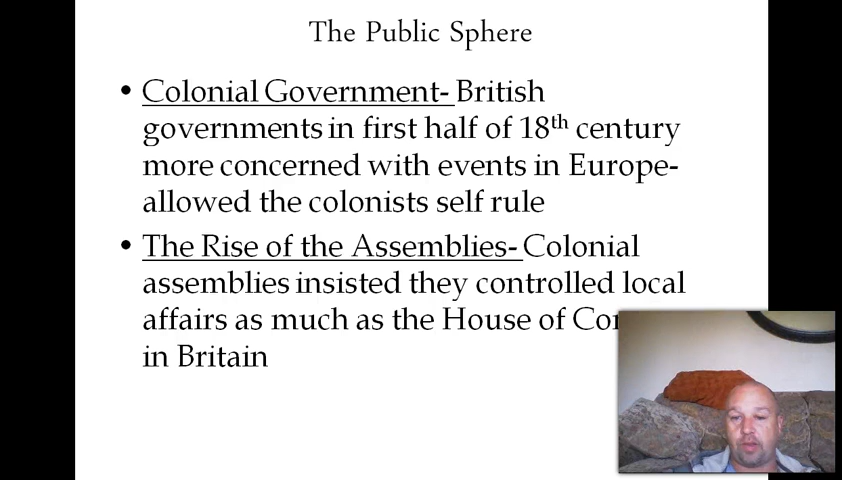 The Public Sphere
• Colonial Government- British
governments in first half of 18th century
more concerned with events in Europe-
allowed the colonists self rule
• The Rise of the Assemblies- Colonial
assemblies insisted they controlled local
affairs as much as the House of
in Britain